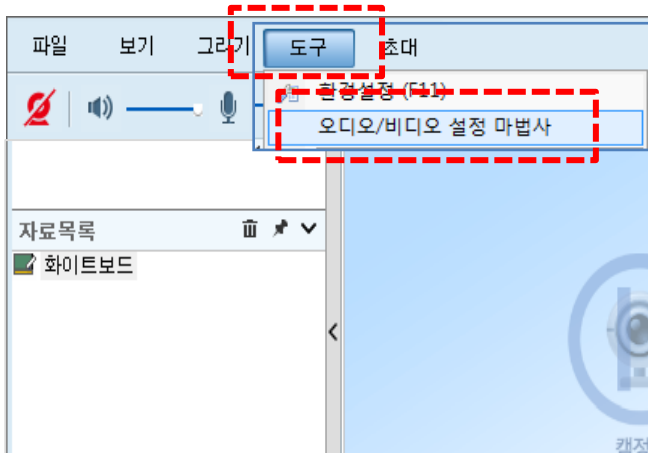 파일 보기 그리기 도구 초대
환경설정 (F11)
오디오/비디오 설정 마법사
자료목록
화이트보드